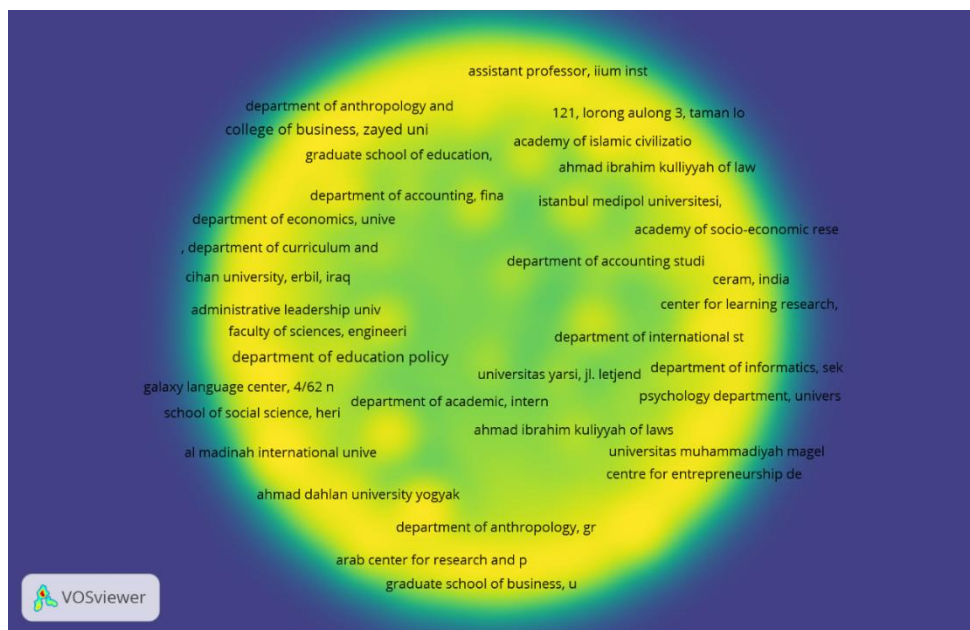 assistant professor, iium inst
department of anthropology and
121, lorong aulong 3, taman lo
college of business, zayed uni
academy of islamic civilizatio
graduate school of education,
ahmad ibrahim kulliyyah of law
department of accounting, fina
istanbul medipol universitesi,
department of economics, unive
academy of socio-economic rese
, department of curriculum and
department of accounting studi
cihan university, erbil, iraq
ceram, india
center for learning research,
administrative leadership univ
faculty of sciences, engineeri
department of international st
department of education policy
department of informatics, sek
universitas yarsi, jl. letjend
galaxy language center, 4/62 n
psychology department, univers
department of academic, intern
school of social science, heri
ahmad ibrahim kuliyyah of laws
al madinah international unive
universitas muhammadiyah magel
centre for entrepreneurship de
ahmad dahlan university yogyak
department of anthropology, gr
arab center for research and p
graduate school of business, u
VOSviewer